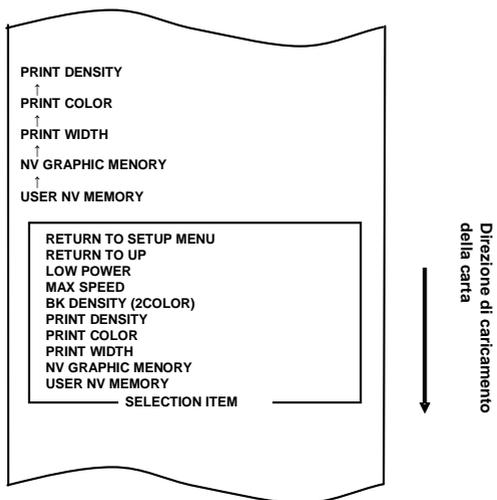 PRINT DENSITY
↑
PRINT COLOR
↑
PRINT WIDTH
↑
NV GRAPHIC MENORY
↑
USER NV MEMORY
RETURN TO SETUP MENU
RETURN TO UP
LOW POWER
MAX SPEED
BK DENSITY (2COLOR)
PRINT DENSITY
PRINT COLOR
PRINT WIDTH
NV GRAPHIC MENORY
USER NV MEMORY
SELECTION ITEM
Direzione di caricamento
della carta